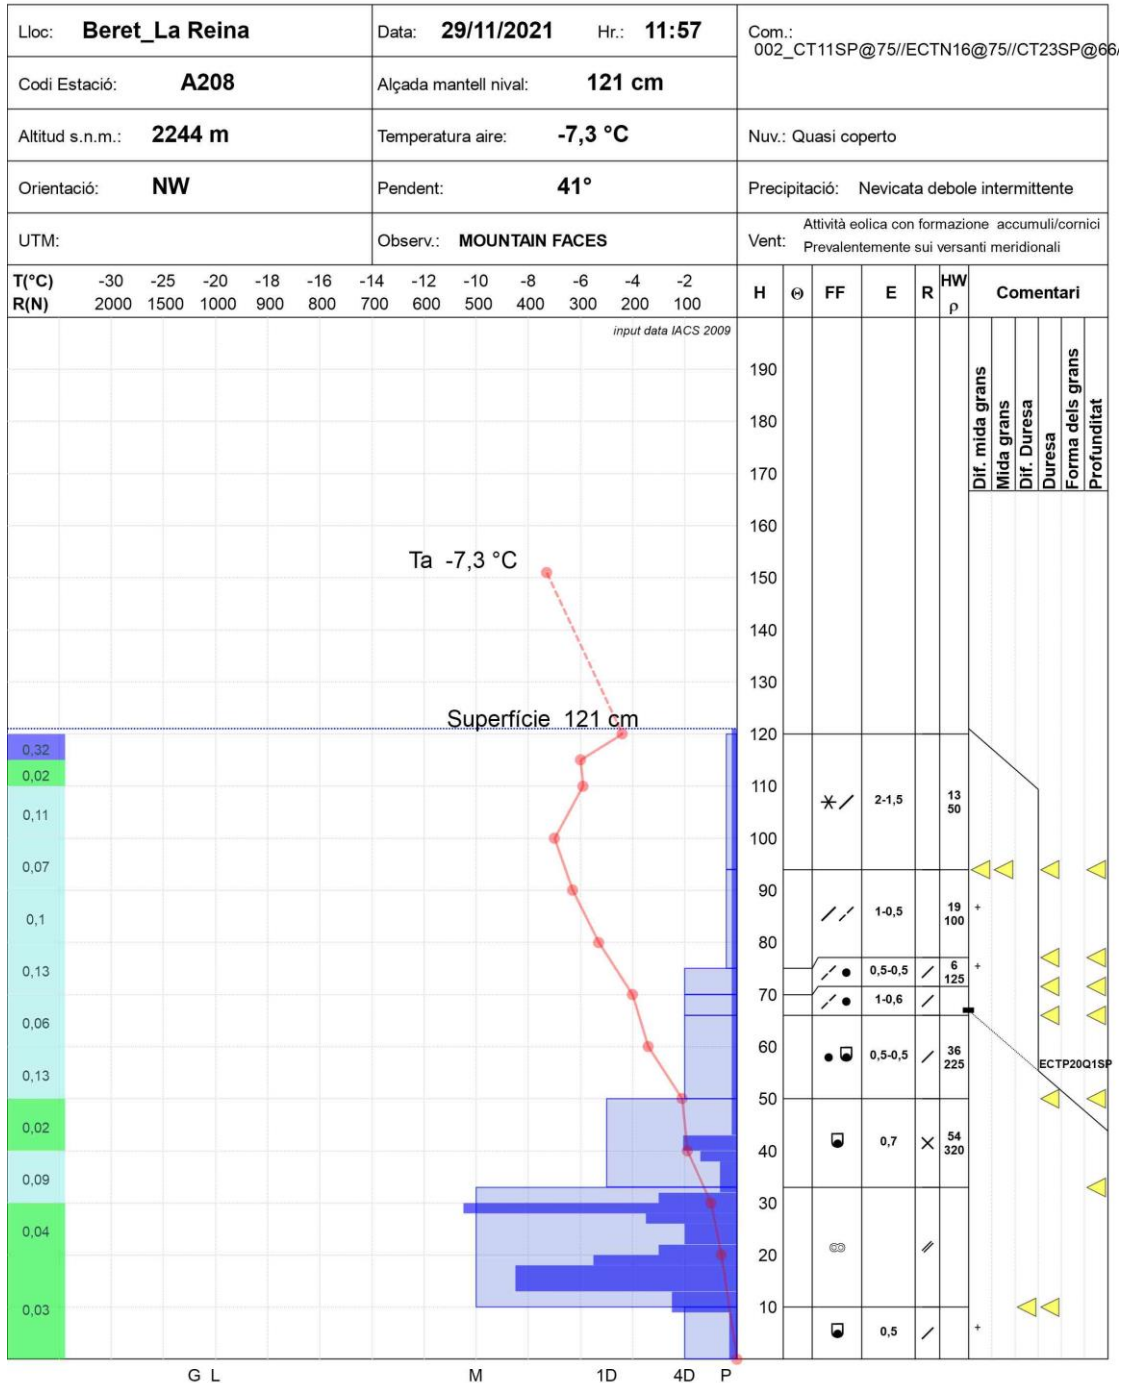 Lloc: Beret_La Reina
Data: 29/11/2021 Hr.: 11:57
Com.:
002_CT11SP@75//ECTN16@75//CT23SP@66/
Codi Estació: A208
Alçada mantell nival: 121 cm
Altitud s.n.m.: 2244 m
Temperatura aire: -7,3 °C
Nuv.: Quasi coperto
Orientació: NW
Pendent: 41°
Precipitació: Nevicata debole intermittente
UTM:
Observ.: MOUNTAIN FACES
Vent: Attività eolica con formazione accumuli/cornici
Prevalentemente sui versanti meridionali
T(°C) -30 -25 -20 -18 -16 -14 -12 -10 -8 -6 -4 -2
R(N) 2000 1500 1000 900 800 700 600 500 400 300 200 100
H Θ FF E R HW ρ Comentari
input data IACS 2009
Dif. mida grans
Mida grans
Dif. Duresa
Duresa
Forma dels grans
Profunditat
190
180
170
160
Ta -7,3 °C
150
140
130
Superfície 121 cm
120
0,32
0,02
110
0,11
2-1,5
13
50
100
0,07
90
0,1
1-0,5
19
100
+
80
0,13
0,5-0,5
6
125
+
70
1-0,6
0,06
60
0,5-0,5
36
225
ECTP20Q1SP
0,13
50
0,02
40
0,7
54
320
0,09
30
0,04
20
0,03
10
0,5
+
G L M 1D 4D P